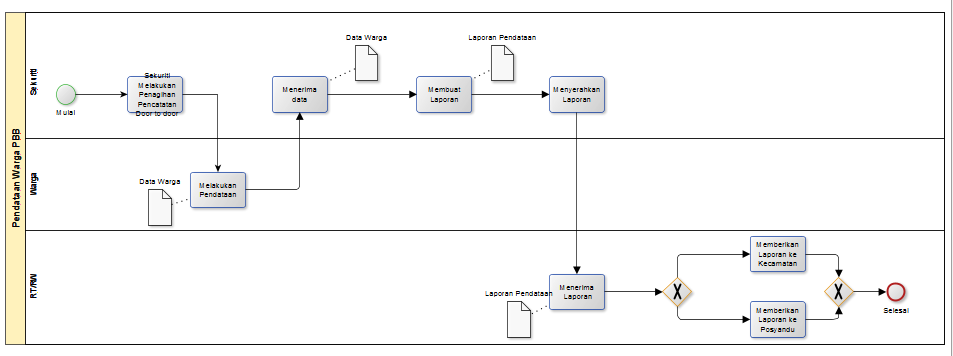 Pendataan Warga PBB
Sekuriti
Mulai
Sekuriti
Melakukan
Penagihan
Pencatatan
Door to door
Menerima
data
Data Warga
Membuat
Laporan
Laporan Pendataan
Menyerahkan
Laporan
Warga
Data Warga
Melakukan
Pendataan
RT/RW
Laporan Pendataan
Menerima
Laporan
Memberikan
Laporan ke
Kecamatan
Memberikan
Laporan ke
Posyandu
Selesai